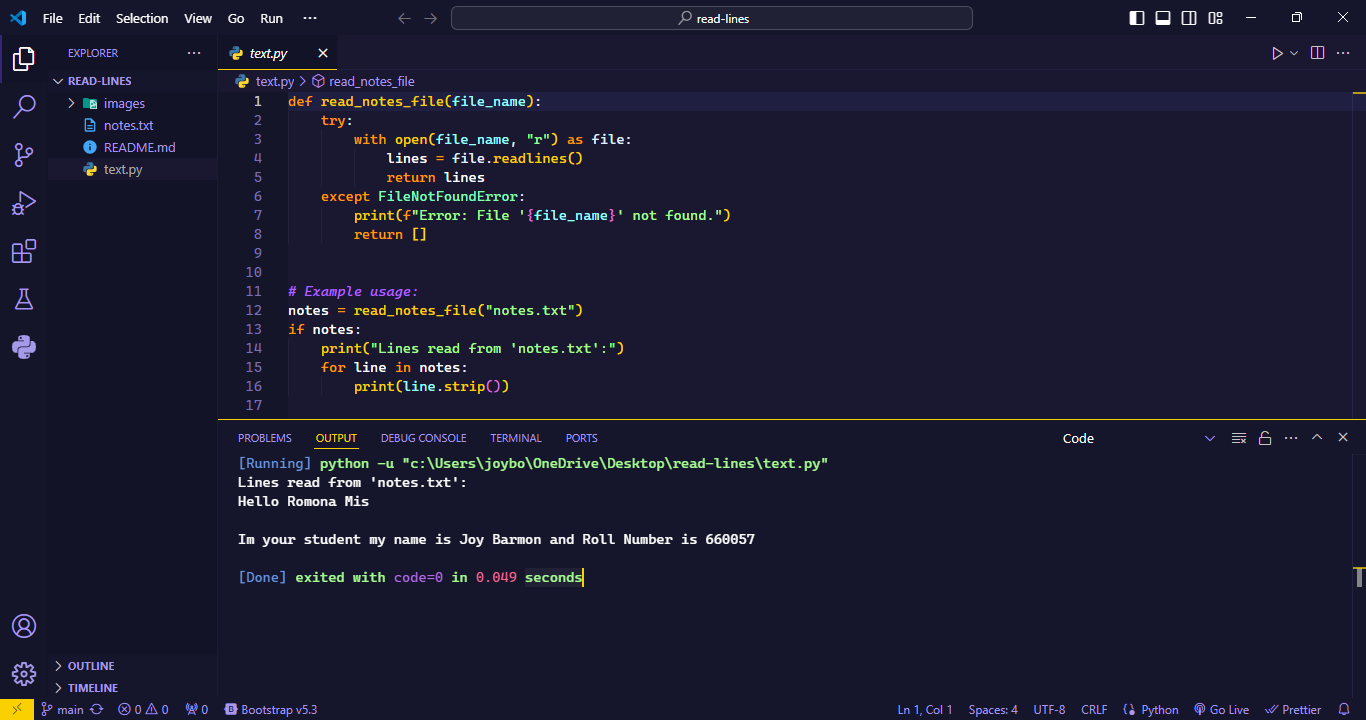 File Edit Selection View Go Run ···
read-lines
EXPLORER ···
READ-LINES
images
notes.txt
README.md
text.py
OUTLINE
TIMELINE
text.py
text.py > read_notes_file
1 def read_notes_file(file_name):
2     try:
3         with open(file_name, "r") as file:
4             lines = file.readlines()
5             return lines
6     except FileNotFoundError:
7         print(f"Error: File '{file_name}' not found.")
8         return []
9
10
11 # Example usage:
12 notes = read_notes_file("notes.txt")
13 if notes:
14     print("Lines read from 'notes.txt':")
15     for line in notes:
16         print(line.strip())
17
PROBLEMS OUTPUT DEBUG CONSOLE TERMINAL PORTS Code
[Running] python -u "c:\Users\joybo\OneDrive\Desktop\read-lines\text.py"
Lines read from 'notes.txt':
Hello Romona Mis
Im your student my name is Joy Barmon and Roll Number is 660057
[Done] exited with code=0 in 0.049 seconds
main 0 0 0 Bootstrap v5.3 Ln 1, Col 1 Spaces: 4 UTF-8 CRLF Python Go Live Prettier